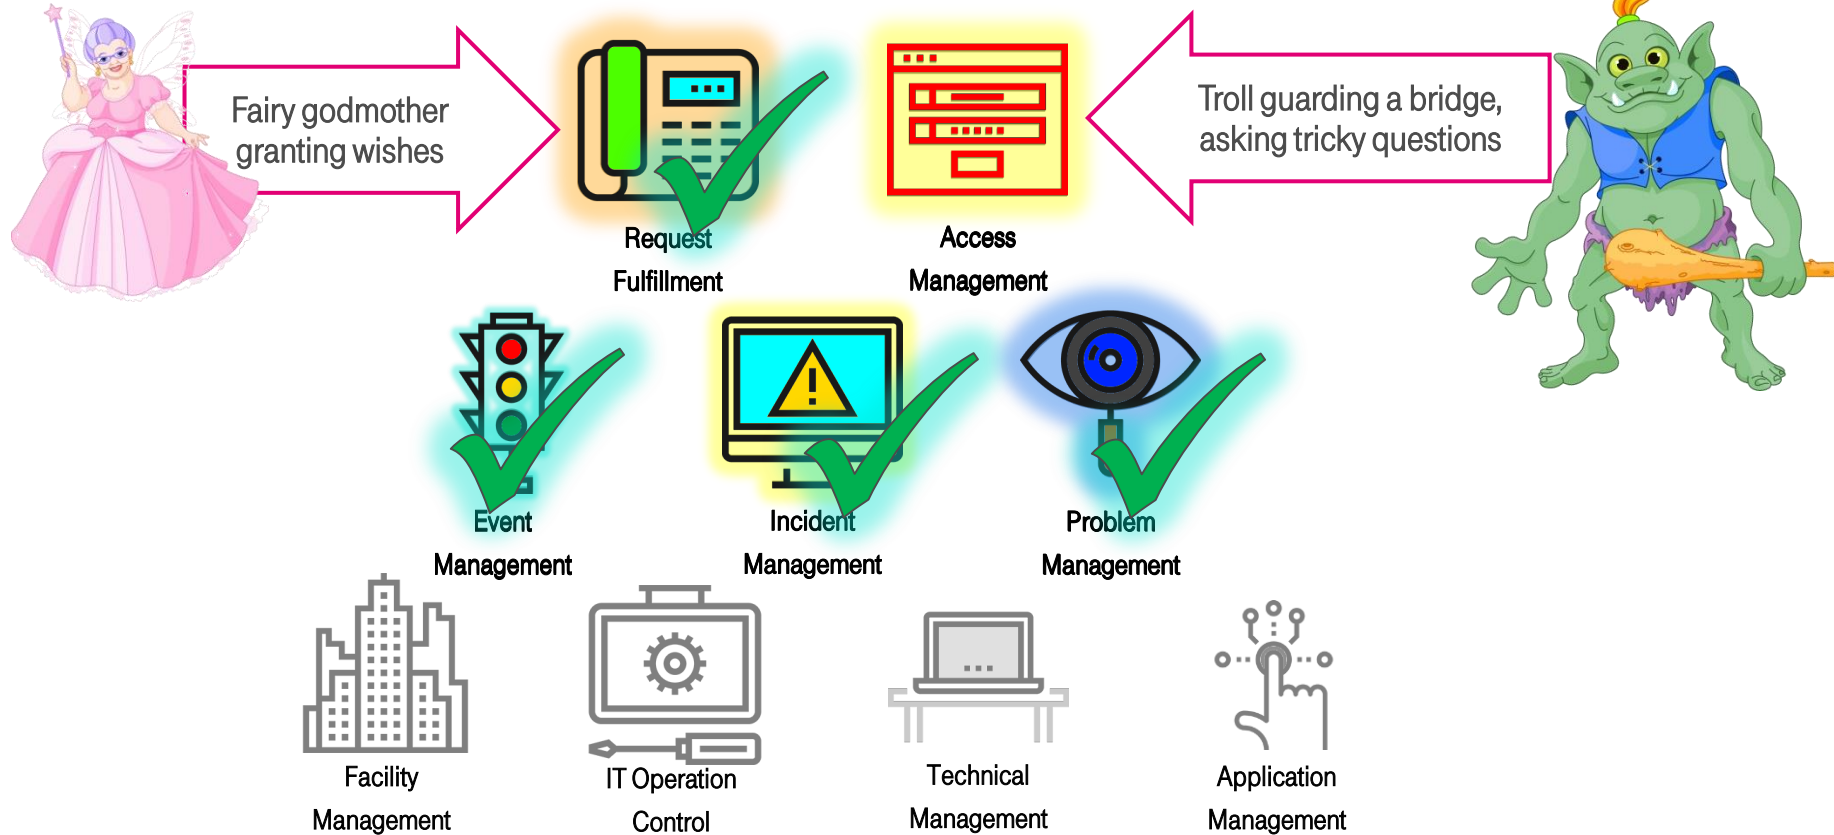 Fairy godmother
granting wishes
Troll guarding a bridge,
asking tricky questions
Request
Fulfillment
Access
Management
Event
Management
Incident
Management
Problem
Management
Facility
Management
IT Operation
Control
Technical
Management
Application
Management